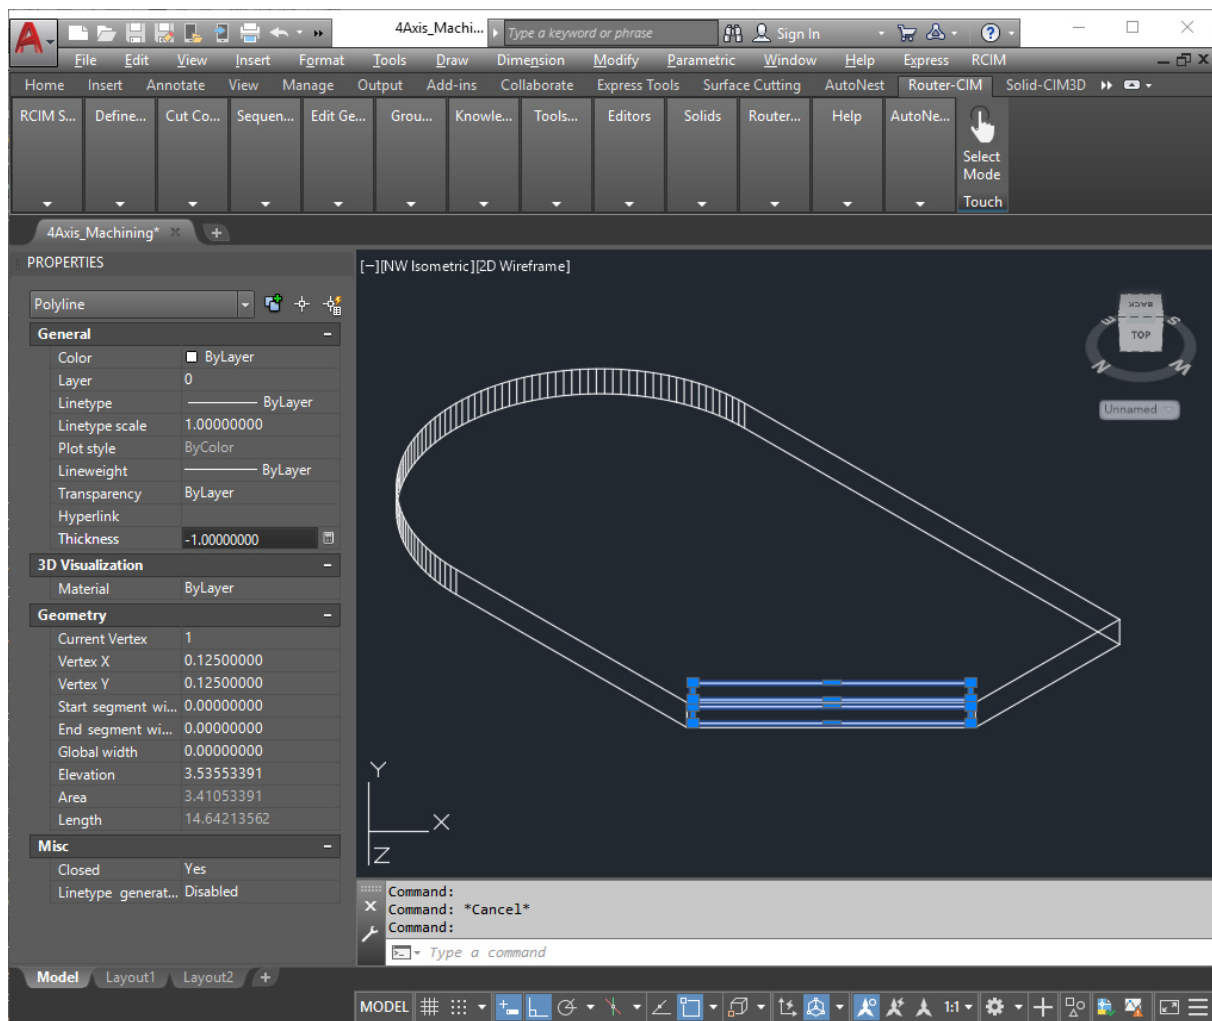 A
4Axis_Machi... Type a keyword or phrase Sign In ?
File Edit View Insert Format Tools Draw Dimension Modify Parametric Window Help Express RCIM
Home Insert Annotate View Manage Output Add-ins Collaborate Express Tools Surface Cutting AutoNest Router-CIM Solid-CIM3D
RCIM S... Define... Cut Co... Sequen... Edit Ge... Grou... Knowle... Tools... Editors Solids Router... Help AutoNe...
Select
Mode
Touch
4Axis_Machining*
PROPERTIES
[−][NW Isometric][2D Wireframe]
Polyline
General
Color ByLayer
Layer 0
Linetype ByLayer
Linetype scale 1.00000000
Plot style ByColor
Lineweight ByLayer
Transparency ByLayer
Hyperlink
Thickness -1.00000000
3D Visualization
Material ByLayer
Geometry
Current Vertex 1
Vertex X 0.12500000
Vertex Y 0.12500000
Start segment wi... 0.00000000
End segment wi... 0.00000000
Global width 0.00000000
Elevation 3.53553391
Area 3.41053391
Length 14.64213562
Misc
Closed Yes
Linetype generat... Disabled
BACK
E S
TOP
N W
Unnamed
Y
X
Z
Command:
Command: *Cancel*
Command:
Type a command
Model Layout1 Layout2 +
MODEL 1:1